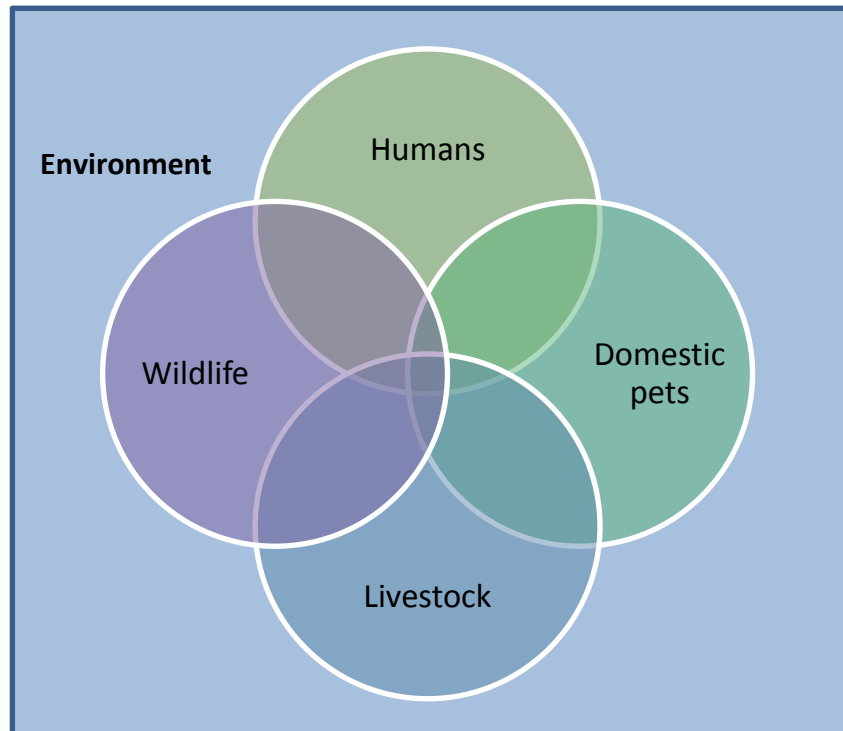 Humans
Environment
Wildlife
Domestic
pets
Livestock